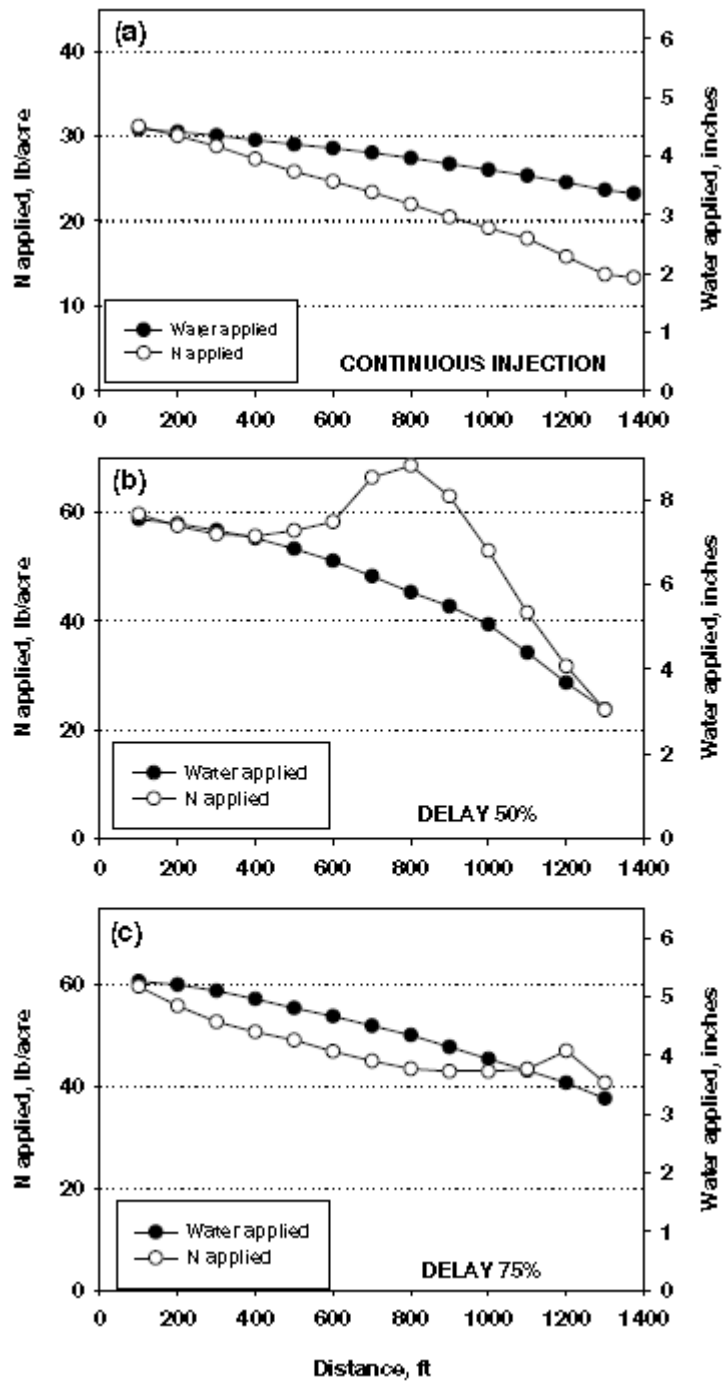 (a)
N applied, lb/acre
40
30
20
10
0
Water applied, inches
6
5
4
3
2
1
0
Water applied
N applied
CONTINUOUS INJECTION
0 200 400 600 800 1000 1200 1400
(b)
N applied, lb/acre
60
40
20
0
Water applied, inches
8
6
4
2
0
Water applied
N applied
DELAY 50%
0 200 400 600 800 1000 1200 1400
(c)
N applied, lb/acre
60
40
20
0
Water applied, inches
6
5
4
3
2
1
0
Water applied
N applied
DELAY 75%
0 200 400 600 800 1000 1200 1400
Distance, ft